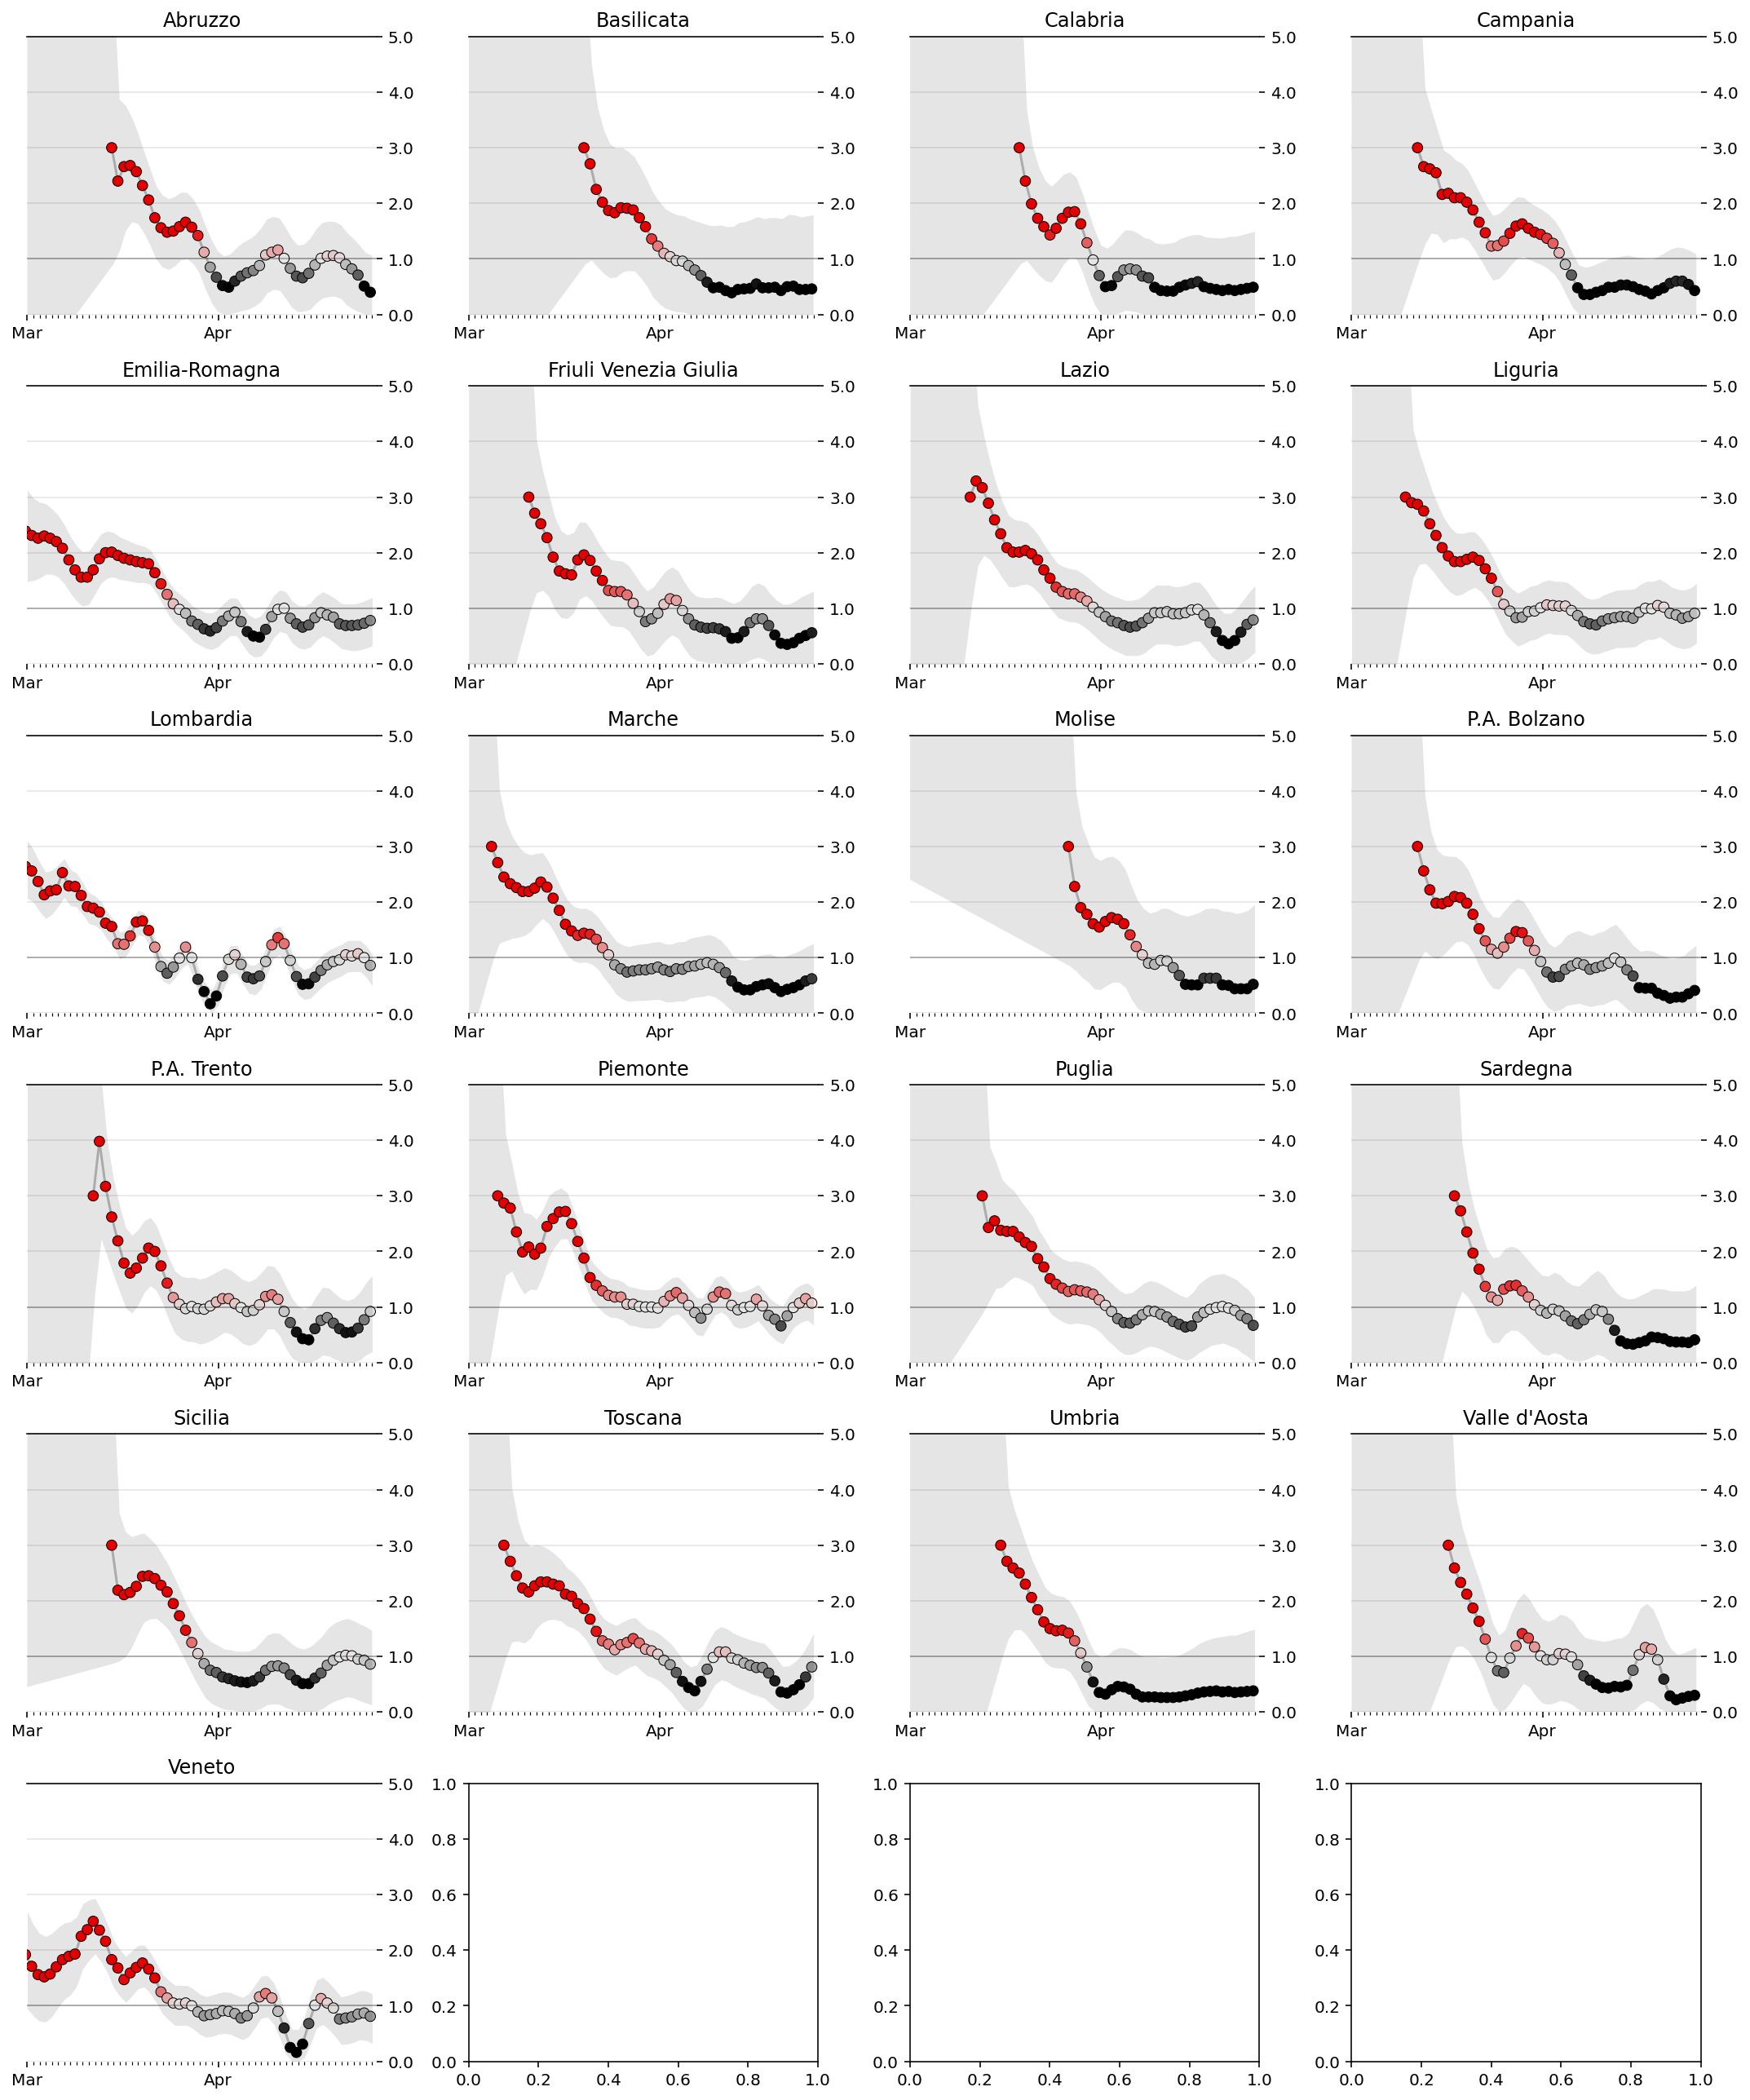 Abruzzo Basilicata Calabria Campania
5.0 5.0 5.0 5.0
4.0 4.0 4.0 4.0
3.0 3.0 3.0 3.0
2.0 2.0 2.0 2.0
1.0 1.0 1.0 1.0
0.0 0.0 0.0 0.0
Mar Apr Mar Apr Mar Apr Mar Apr
Emilia-Romagna Friuli Venezia Giulia Lazio Liguria
5.0 5.0 5.0 5.0
4.0 4.0 4.0 4.0
3.0 3.0 3.0 3.0
2.0 2.0 2.0 2.0
1.0 1.0 1.0 1.0
0.0 0.0 0.0 0.0
Mar Apr Mar Apr Mar Apr Mar Apr
Lombardia Marche Molise P.A. Bolzano
5.0 5.0 5.0 5.0
4.0 4.0 4.0 4.0
3.0 3.0 3.0 3.0
2.0 2.0 2.0 2.0
1.0 1.0 1.0 1.0
0.0 0.0 0.0 0.0
Mar Apr Mar Apr Mar Apr Mar Apr
P.A. Trento Piemonte Puglia Sardegna
5.0 5.0 5.0 5.0
4.0 4.0 4.0 4.0
3.0 3.0 3.0 3.0
2.0 2.0 2.0 2.0
1.0 1.0 1.0 1.0
0.0 0.0 0.0 0.0
Mar Apr Mar Apr Mar Apr Mar Apr
Sicilia Toscana Umbria Valle d'Aosta
5.0 5.0 5.0 5.0
4.0 4.0 4.0 4.0
3.0 3.0 3.0 3.0
2.0 2.0 2.0 2.0
1.0 1.0 1.0 1.0
0.0 0.0 0.0 0.0
Mar Apr Mar Apr Mar Apr Mar Apr
Veneto
5.0 1.0 1.0 1.0
4.0 0.8 0.8 0.8
3.0 0.6 0.6 0.6
2.0 0.4 0.4 0.4
1.0 0.2 0.2 0.2
0.0 0.0 0.0 0.0
Mar Apr 0.0 0.2 0.4 0.6 0.8 1.0 0.0 0.2 0.4 0.6 0.8 1.0 0.0 0.2 0.4 0.6 0.8 1.0